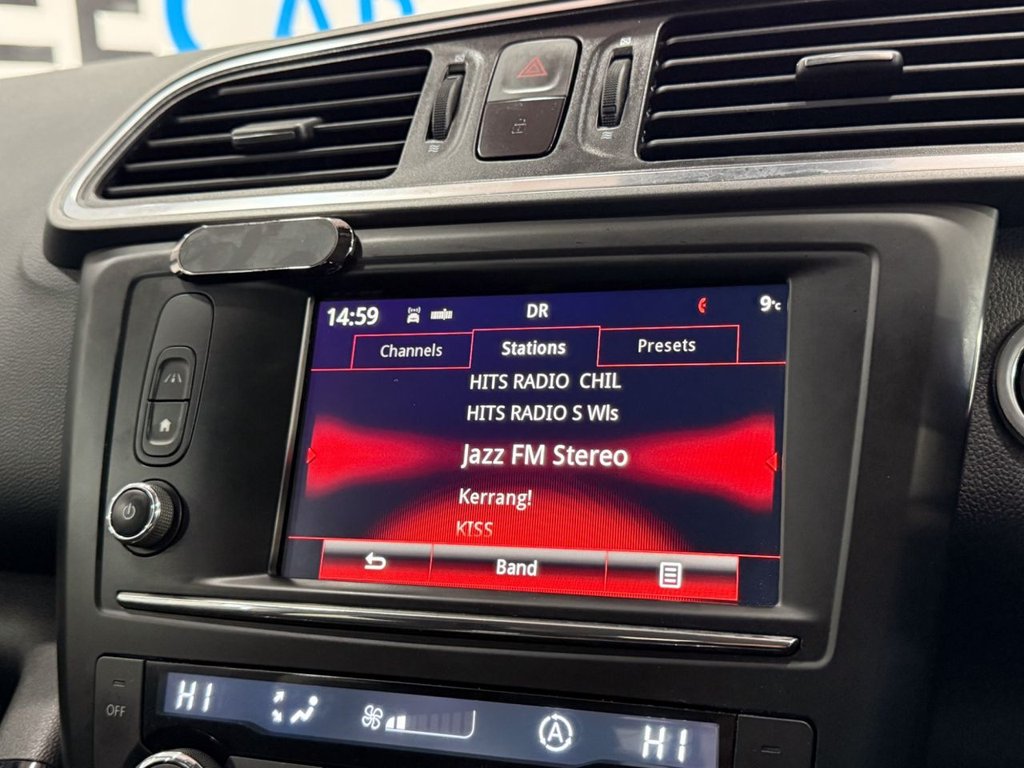 CAR
14:59
DR
9°C
Channels
Stations
Presets
HITS RADIO CHIL
HITS RADIO S Wls
Jazz FM Stereo
Kerrang!
KISS
Band
OFF
HI
A
HI